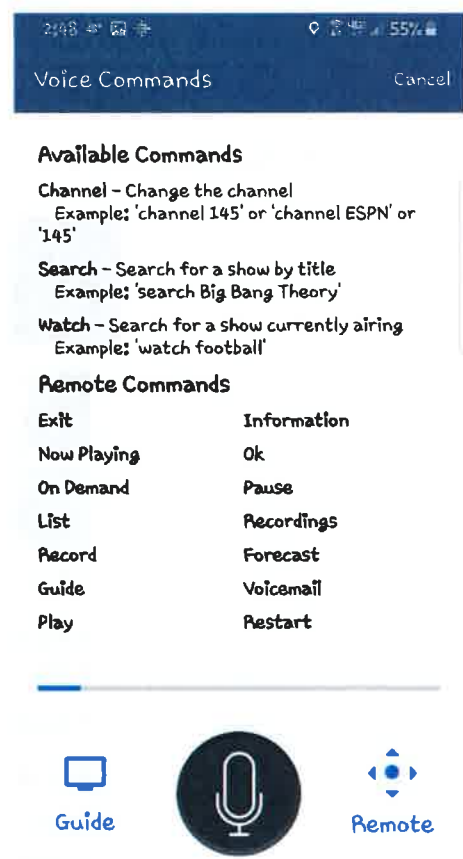 2:48 48° 55%
Voice Commands Cancel
Available Commands
Channel – Change the channel
Example: 'channel 145' or 'channel ESPN' or
'145'
Search – Search for a show by title
Example: 'search Big Bang Theory'
Watch – Search for a show currently airing
Example: 'watch football'
Remote Commands
Exit Information
Now Playing Ok
On Demand Pause
List Recordings
Record Forecast
Guide Voicemail
Play Restart
Guide Remote